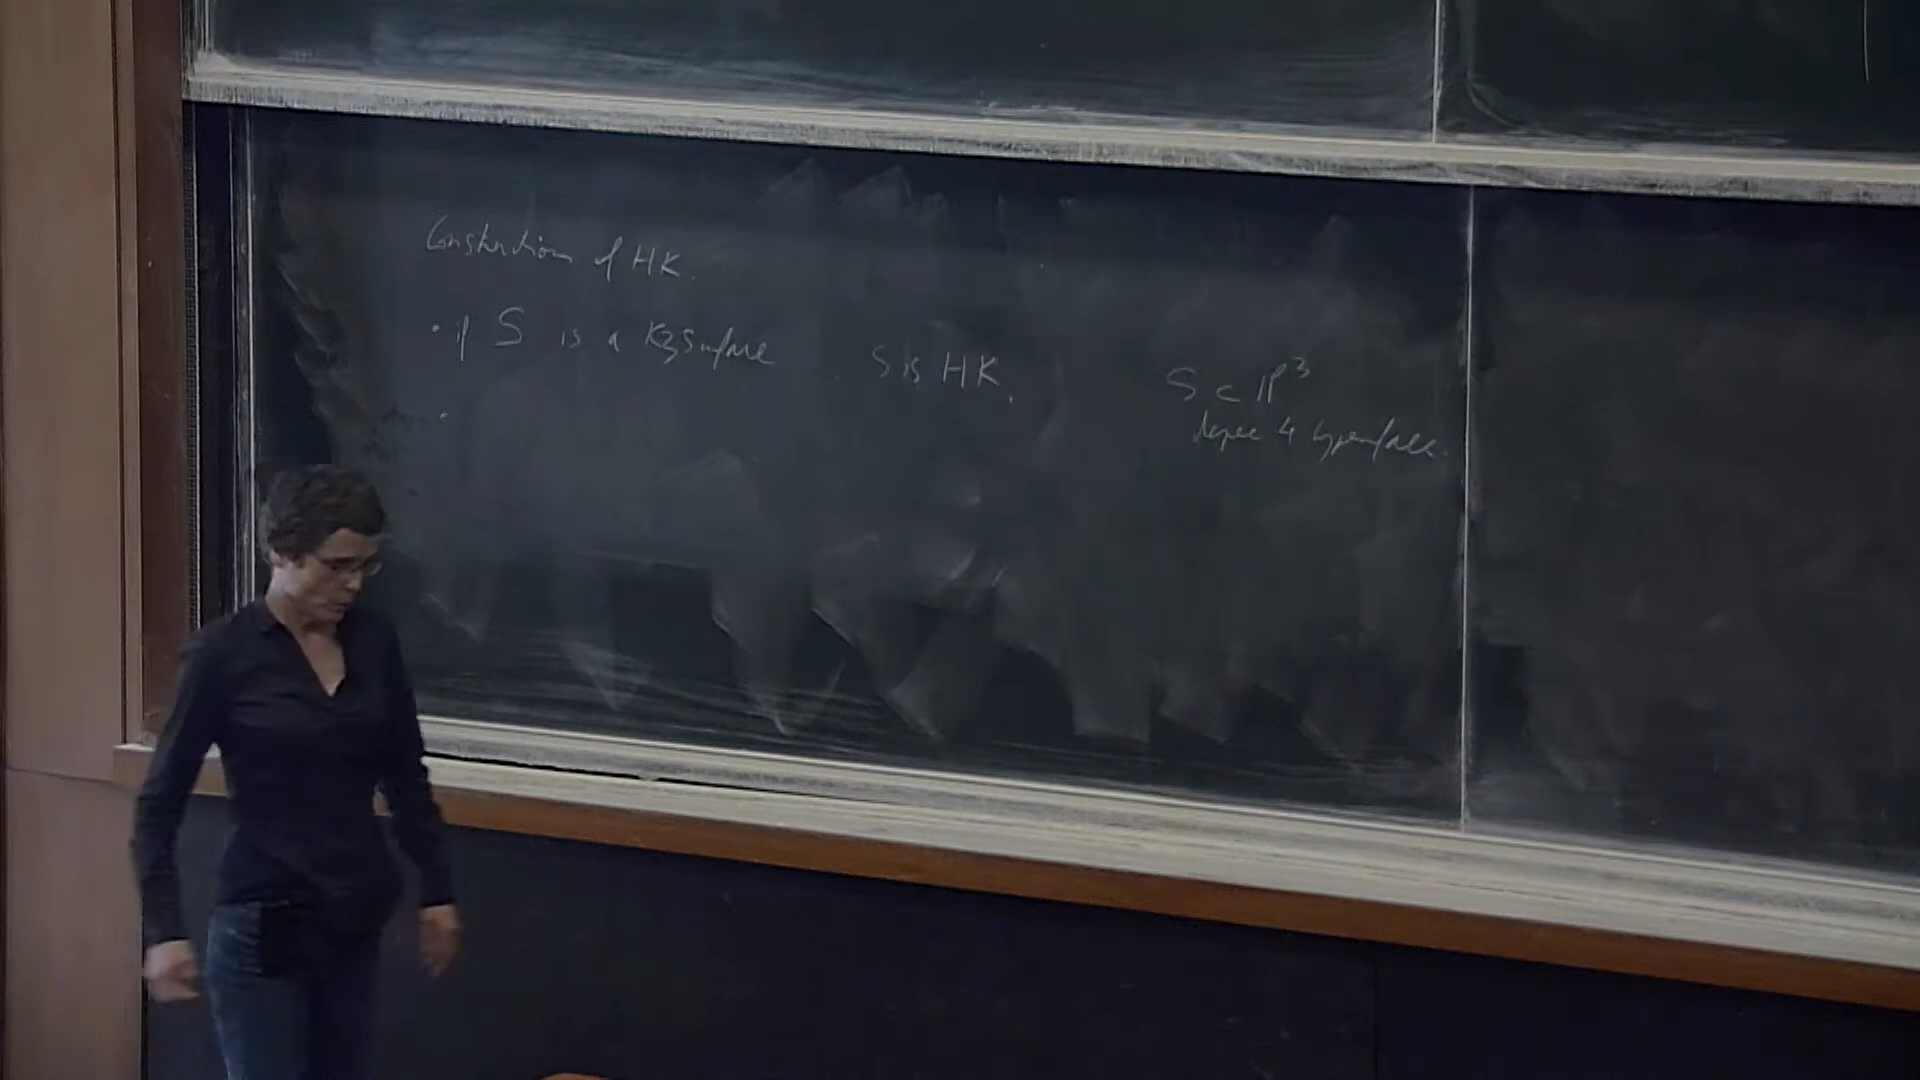 Construction of HK.
• if S is a K3 surface   S is HK.   S ⊂ ℙ³
degree 4 hypersurface.
•